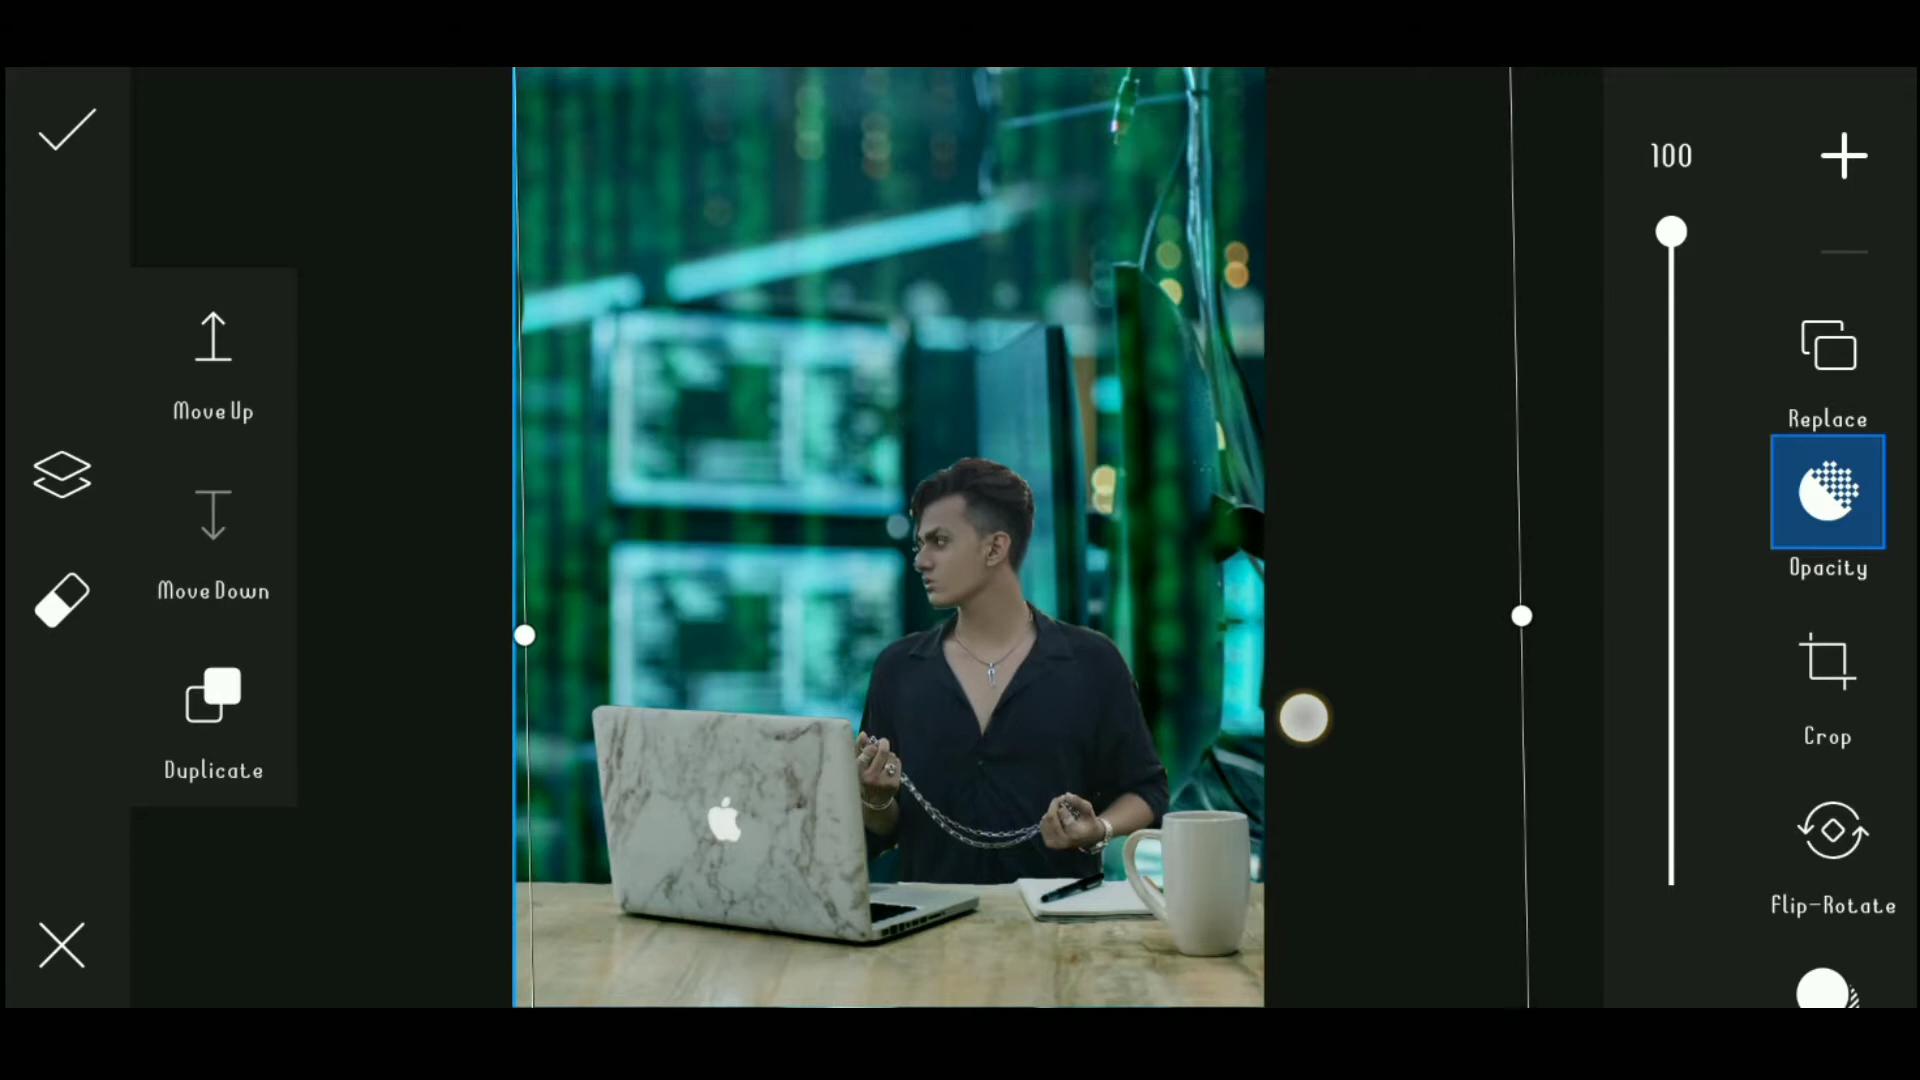 100
Move Up
Replace
Move Down
Opacity
Crop
Duplicate
Flip-Rotate